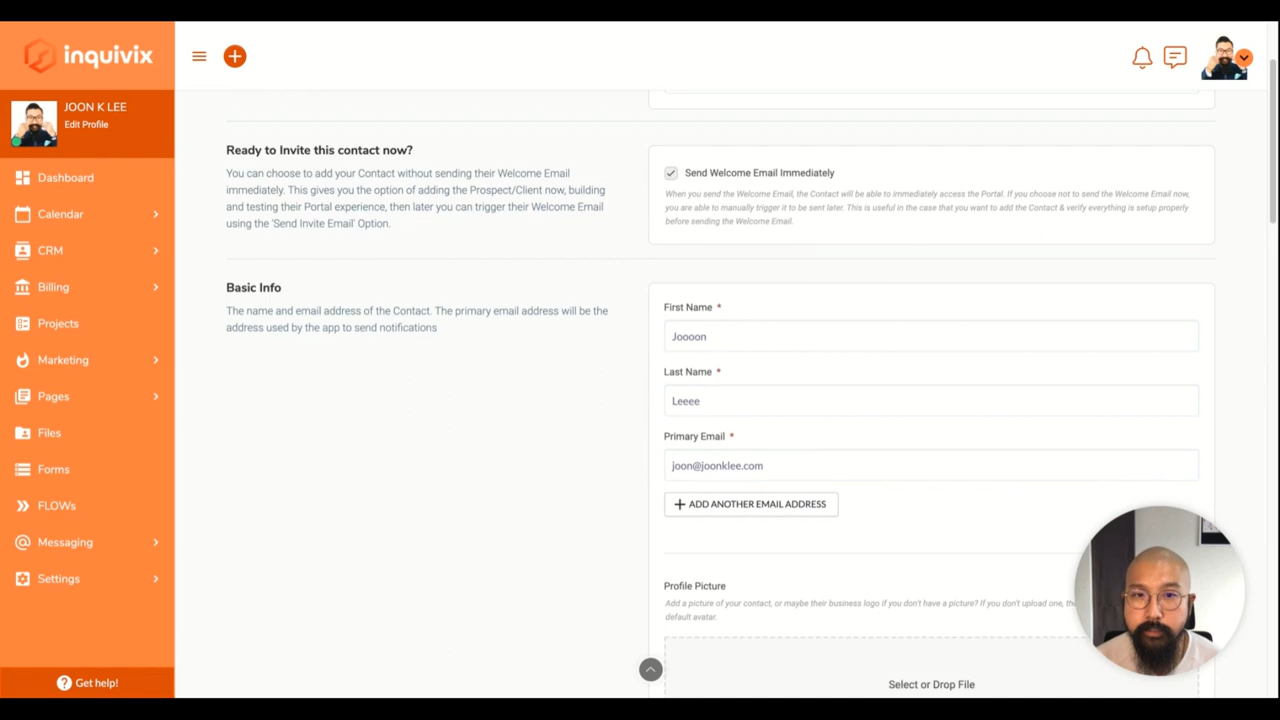 inquivix
JOON K LEE
Edit Profile
Dashboard
Calendar
CRM
Billing
Projects
Marketing
Pages
Files
Forms
FLOWs
Messaging
Settings
Get help!
Ready to Invite this contact now?
You can choose to add your Contact without sending their Welcome Email
immediately. This gives you the option of adding the Prospect/Client now, building
and testing their Portal experience, then later you can trigger their Welcome Email
using the 'Send Invite Email' Option.
Send Welcome Email Immediately
When you send the Welcome Email, the Contact will be able to immediately access the Portal. If you choose not to send the Welcome Email now,
you are able to manually trigger it to be sent later. This is useful in the case that you want to add the Contact & verify everything is setup properly
before sending the Welcome Email.
Basic Info
The name and email address of the Contact. The primary email address will be the
address used by the app to send notifications
First Name *
Joooon
Last Name *
Leeee
Primary Email *
joon@joonklee.com
+ ADD ANOTHER EMAIL ADDRESS
Profile Picture
Add a picture of your contact, or maybe their business logo if you don't have a picture? If you don't upload one, the
default avatar.
Select or Drop File